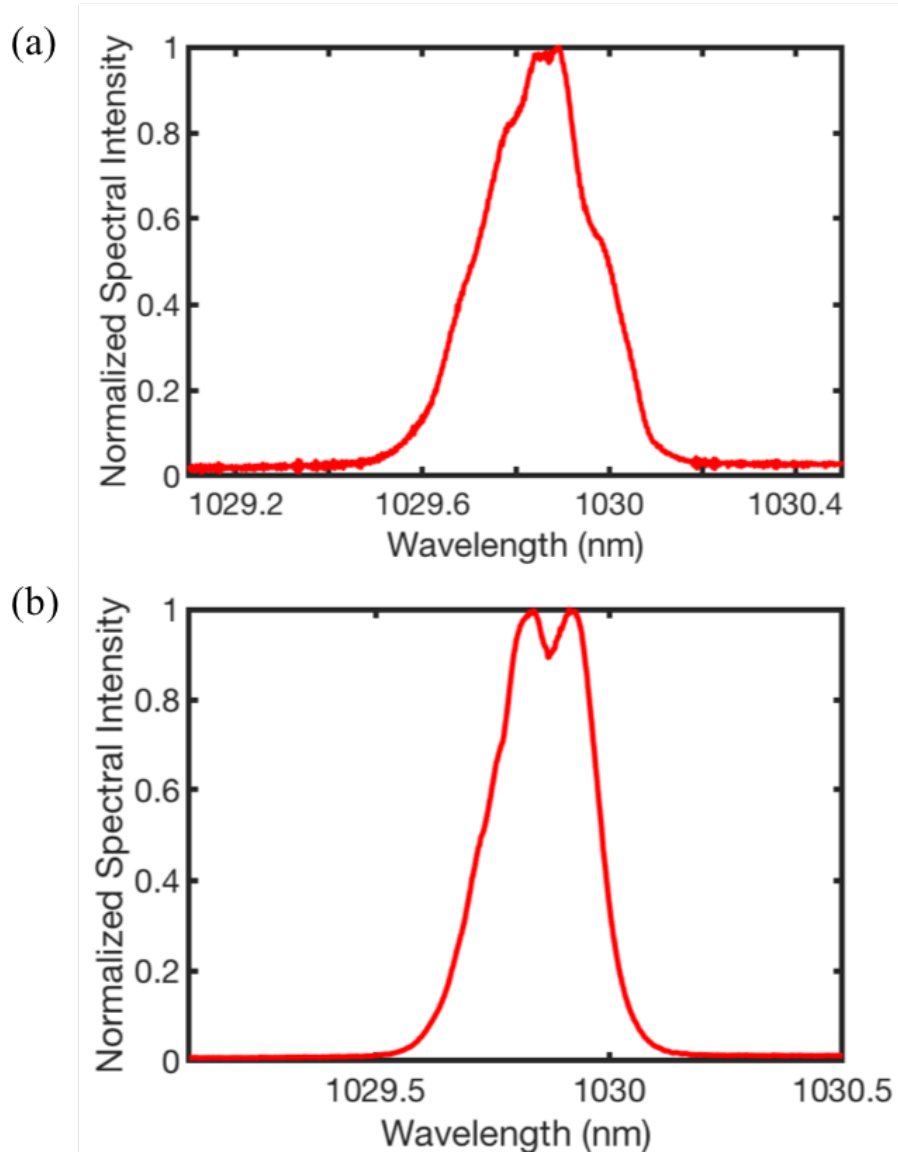 (a)
Normalized Spectral Intensity
1
0.8
0.6
0.4
0.2
0
1029.2 1029.6 1030 1030.4
Wavelength (nm)
(b)
Normalized Spectral Intensity
1
0.8
0.6
0.4
0.2
0
1029.5 1030 1030.5
Wavelength (nm)